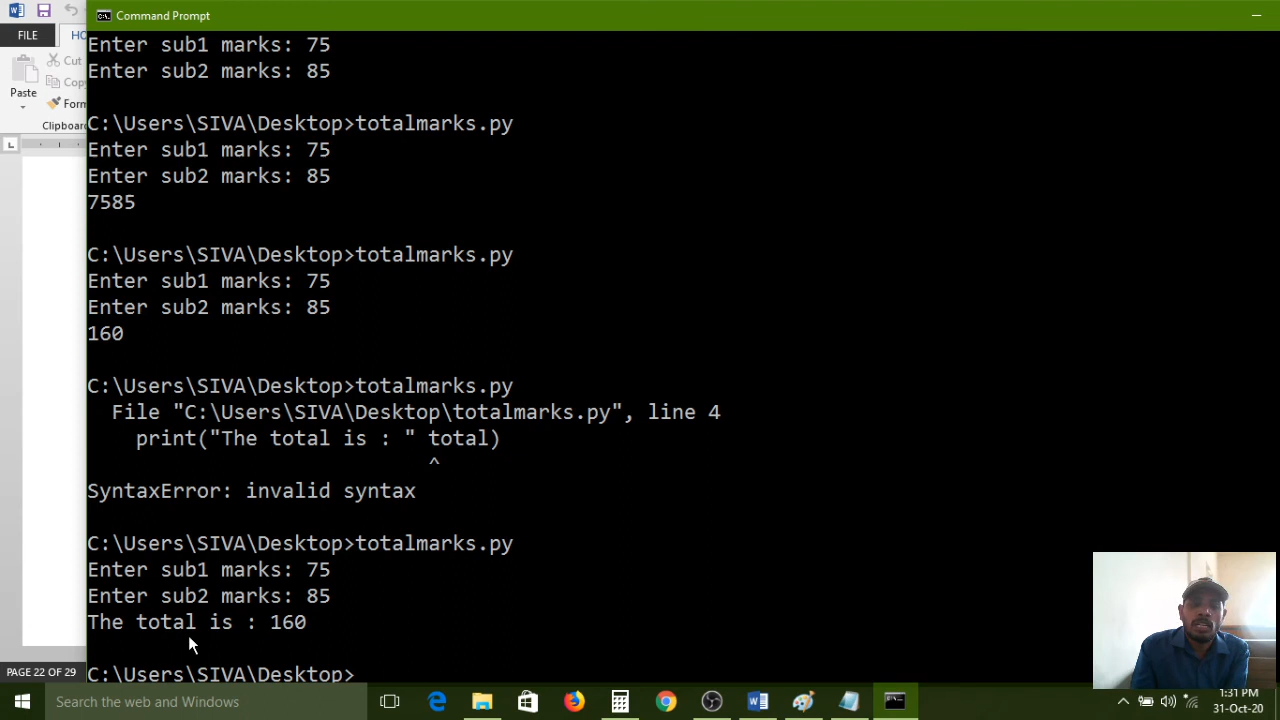 Command Prompt
FILE
HO
Cut
Copy
Paste
Form
Clipboard
Enter sub1 marks: 75
Enter sub2 marks: 85
C:\Users\SIVA\Desktop>totalmarks.py
Enter sub1 marks: 75
Enter sub2 marks: 85
7585
C:\Users\SIVA\Desktop>totalmarks.py
Enter sub1 marks: 75
Enter sub2 marks: 85
160
C:\Users\SIVA\Desktop>totalmarks.py
File "C:\Users\SIVA\Desktop\totalmarks.py", line 4
print("The total is : " total)
^
SyntaxError: invalid syntax
C:\Users\SIVA\Desktop>totalmarks.py
Enter sub1 marks: 75
Enter sub2 marks: 85
The total is : 160
C:\Users\SIVA\Desktop>
PAGE 22 OF 29
Search the web and Windows
1:31 PM
31-Oct-20